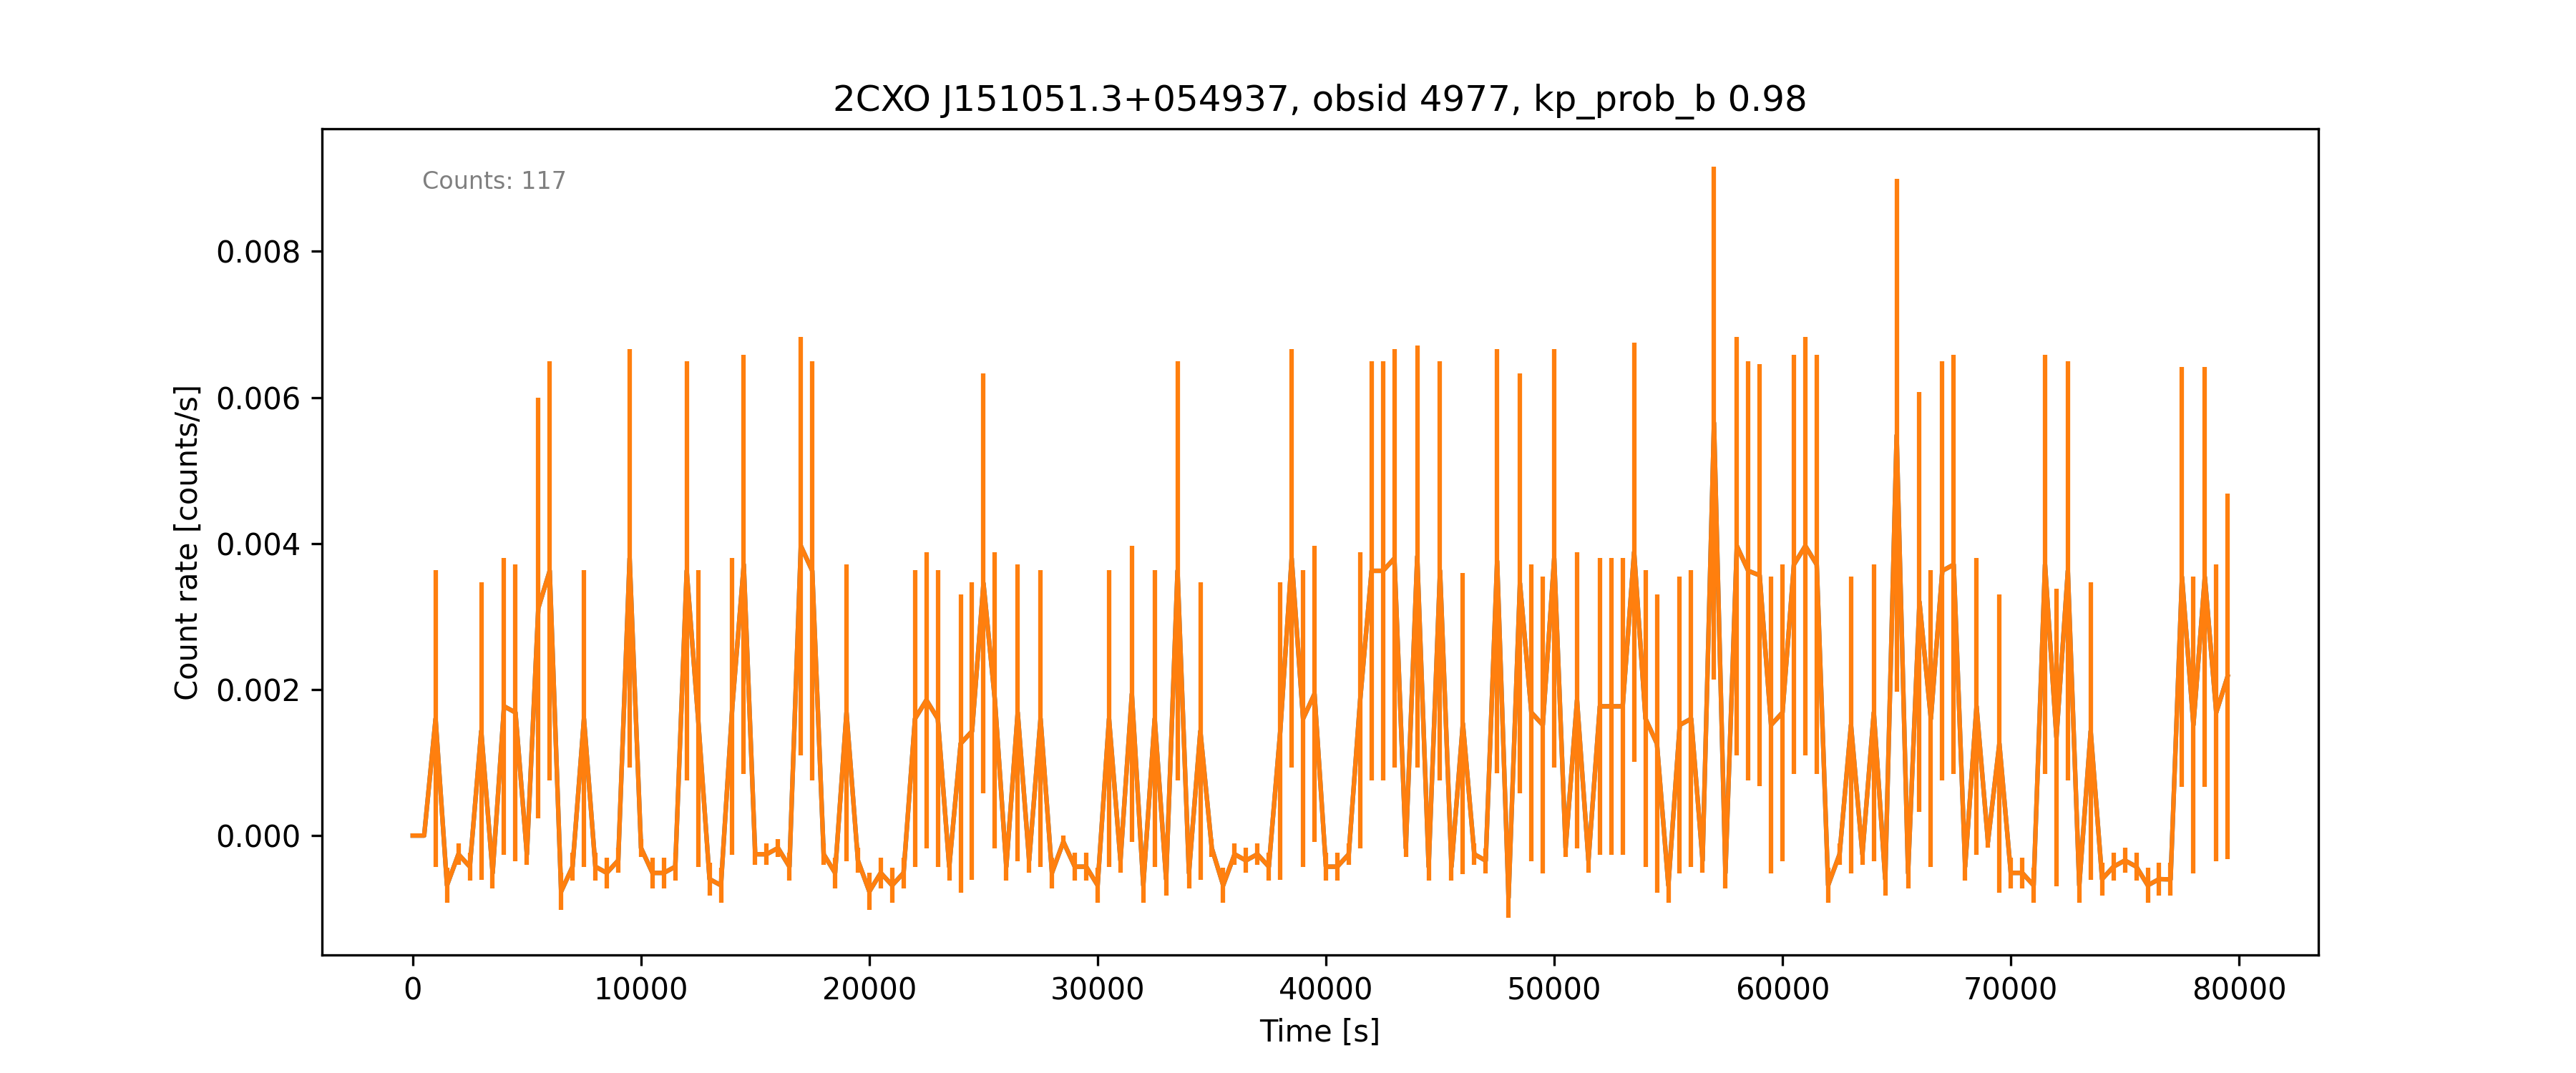 2CXO J151051.3+054937, obsid 4977, kp_prob_b 0.98
Counts: 117
0.008
0.006
0.004
0.002
0.000
Count rate [counts/s]
0 10000 20000 30000 40000 50000 60000 70000 80000
Time [s]